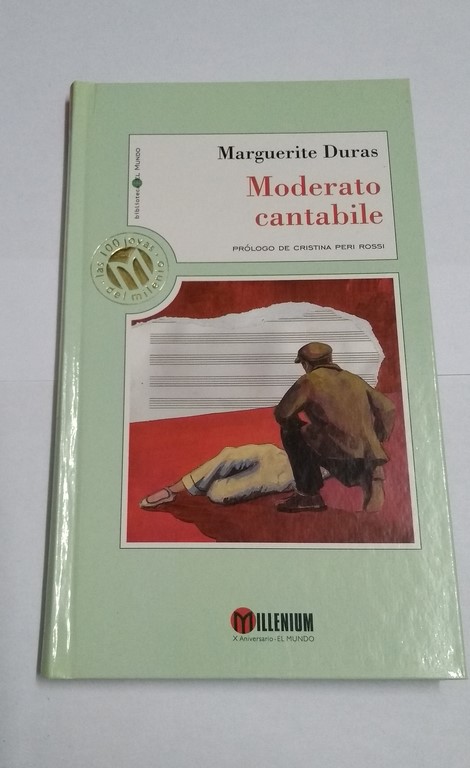 Marguerite Duras
Moderato
cantabile
PRÓLOGO DE CRISTINA PERI ROSSI
biblioteca EL MUNDO
las 100 joyas
del milenio
M
MILLENIUM
X Aniversario - EL MUNDO